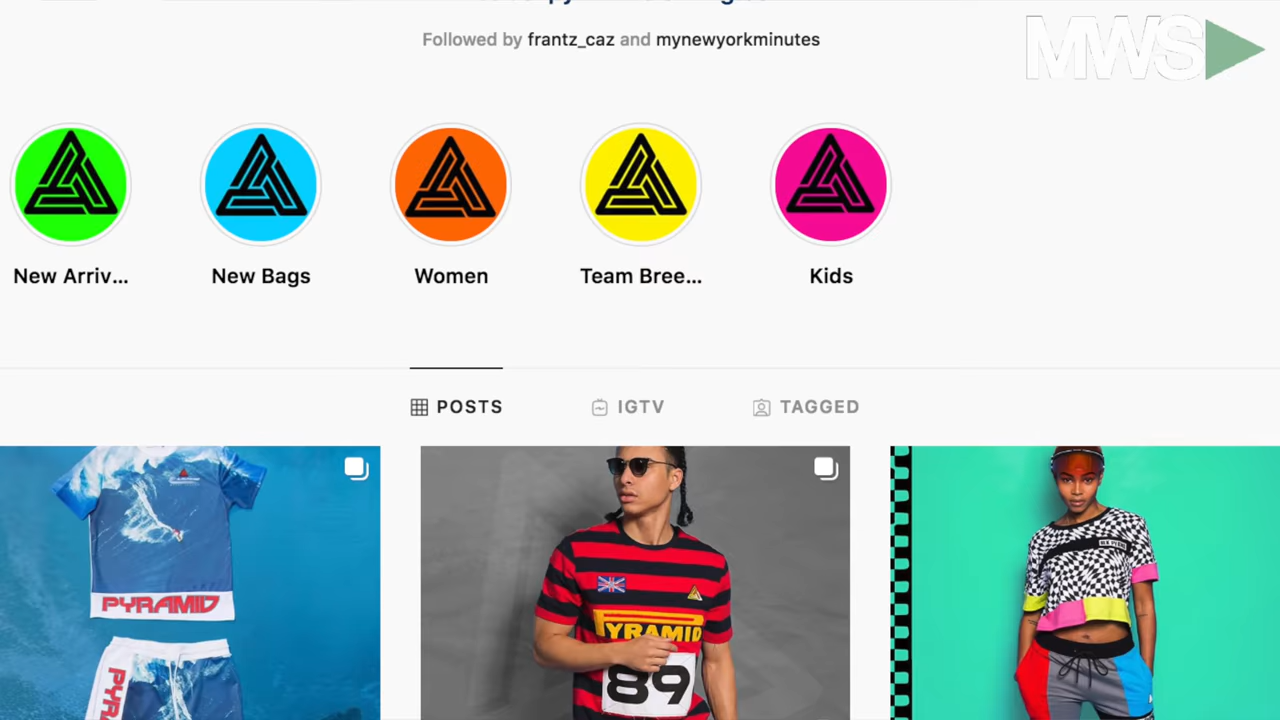 Followed by frantz_caz and mynewyorkminutes
MWS
New Arriv...
New Bags
Women
Team Bree...
Kids
POSTS
IGTV
TAGGED
PYRAMID
YRAMID
89